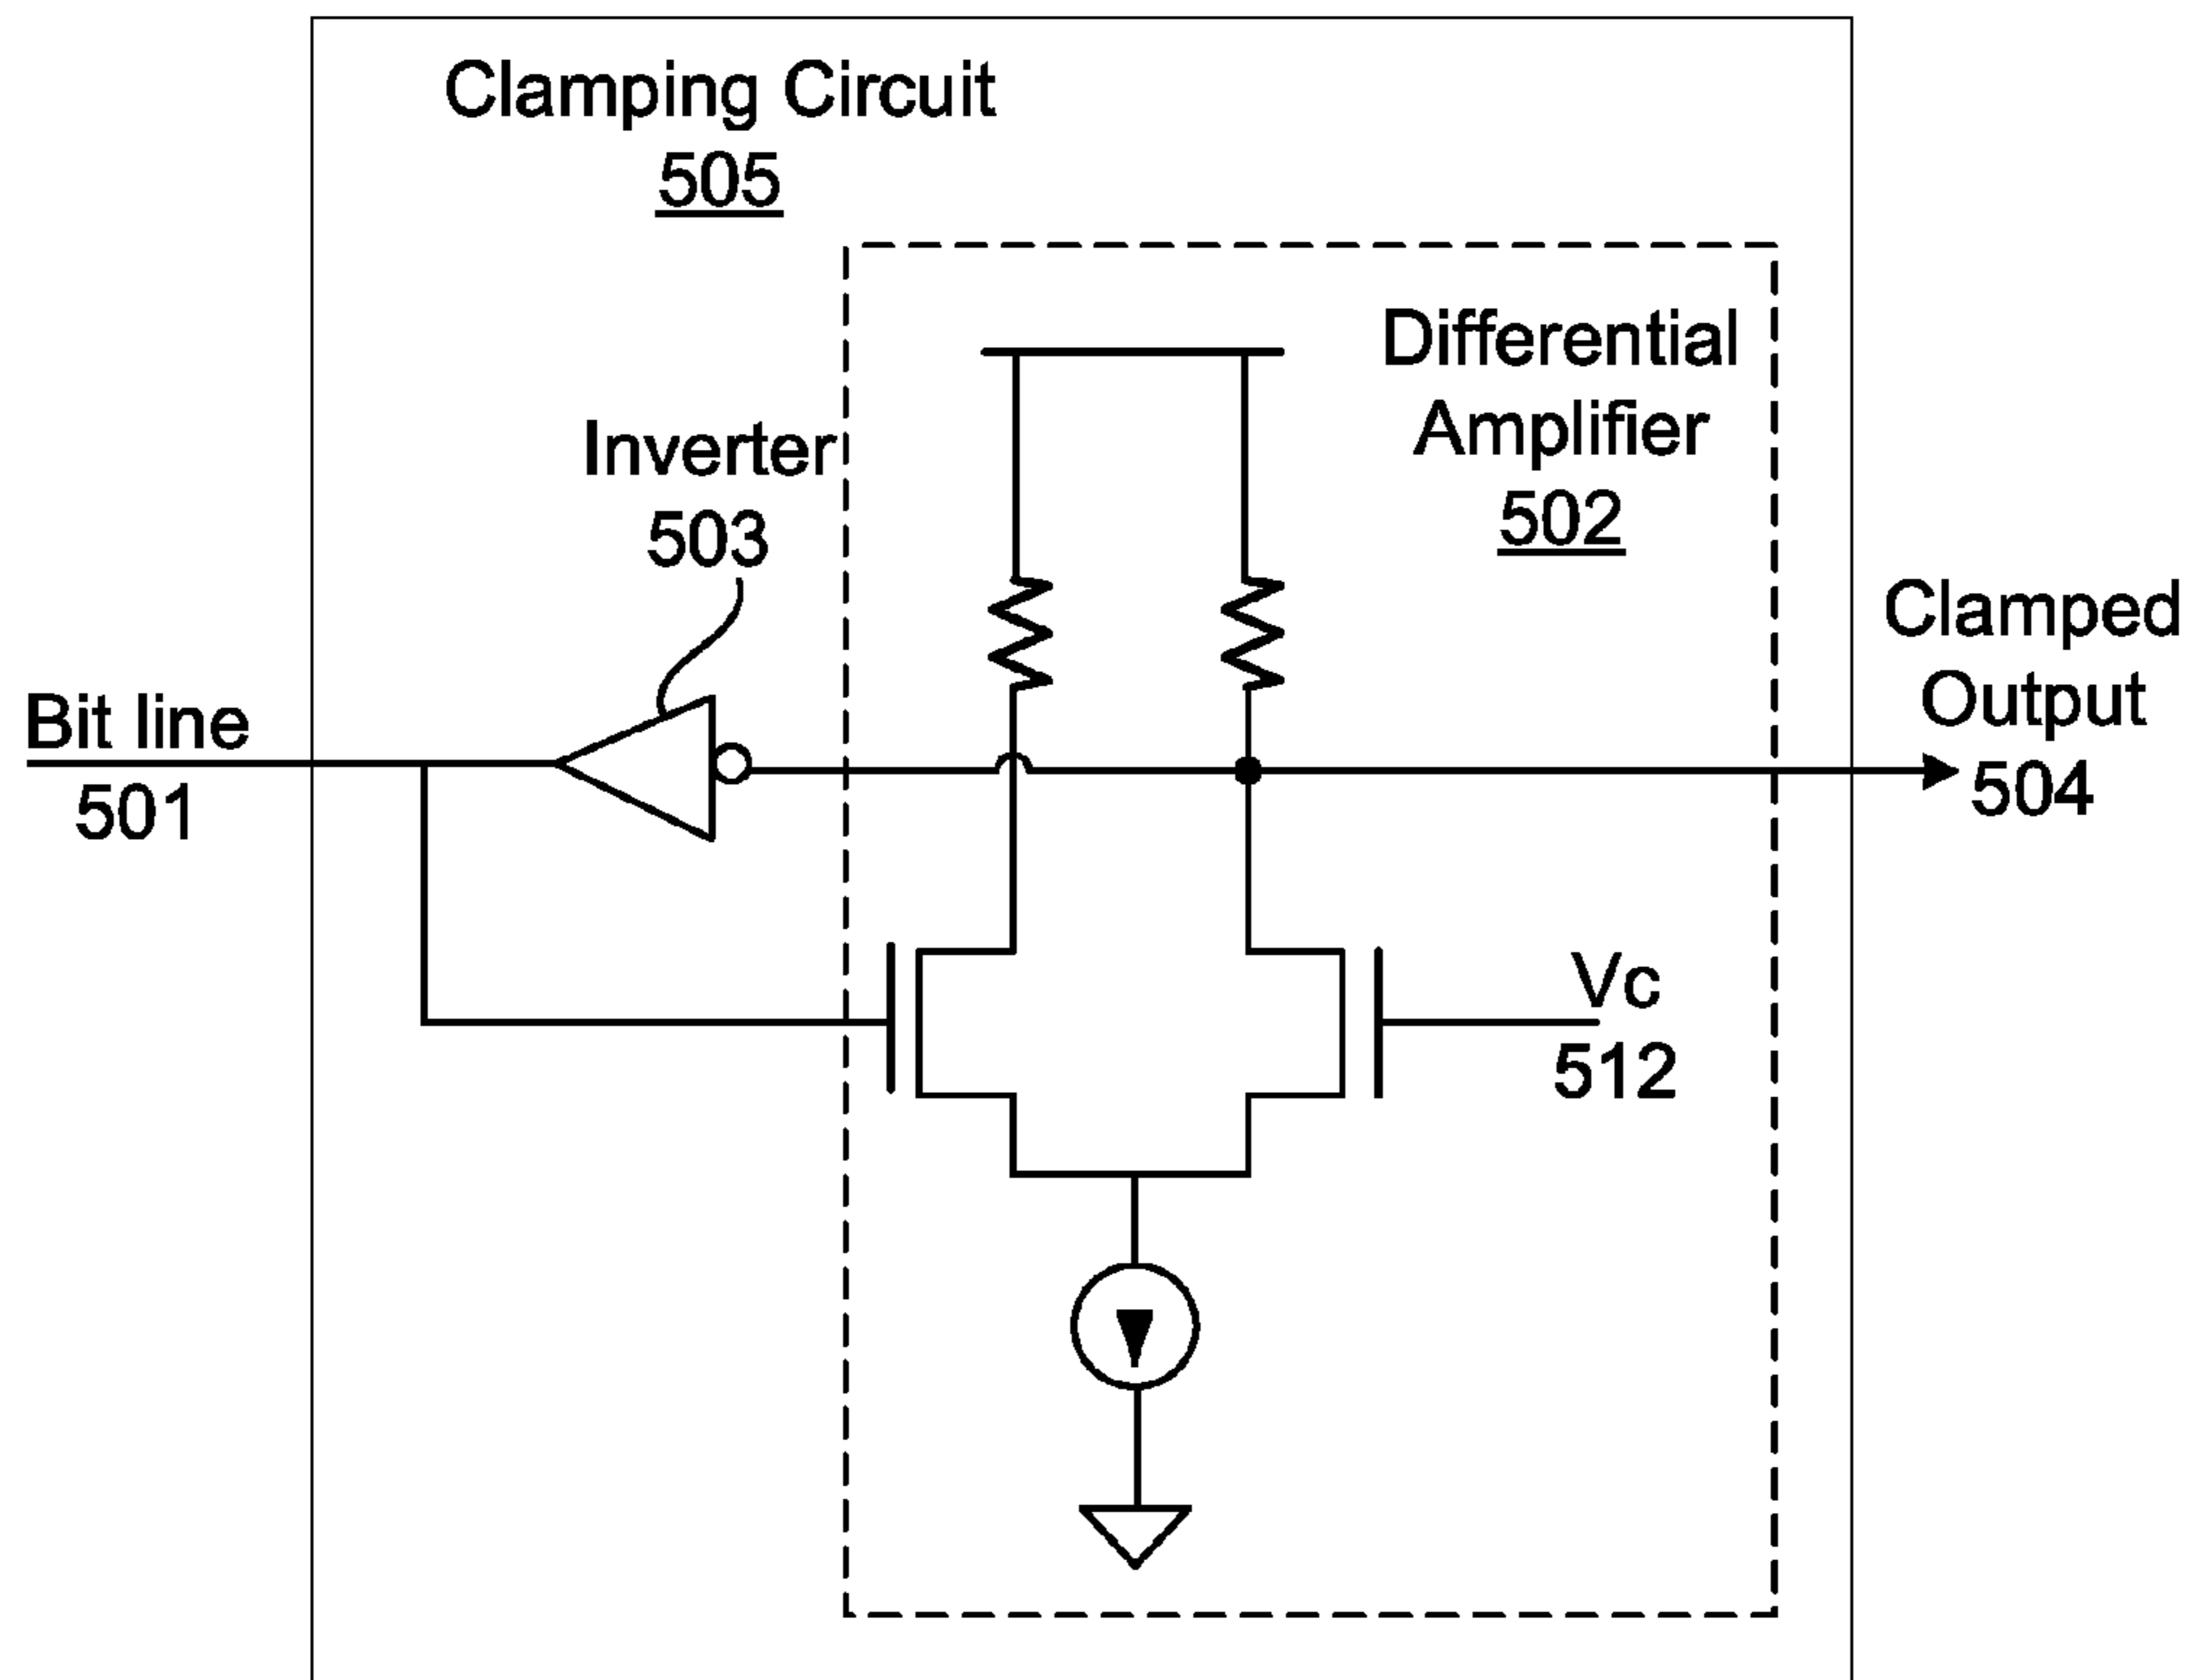 Clamping Circuit
505
Differential
Amplifier
502
Inverter
503
Clamped
Output
504
Bit line
501
Vc
512